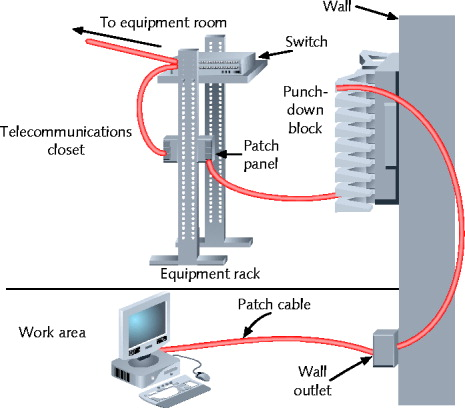 To equipment room
Wall
Switch
Punch-
down
block
Telecommunications
closet
Patch
panel
Equipment rack
Patch cable
Work area
Wall
outlet